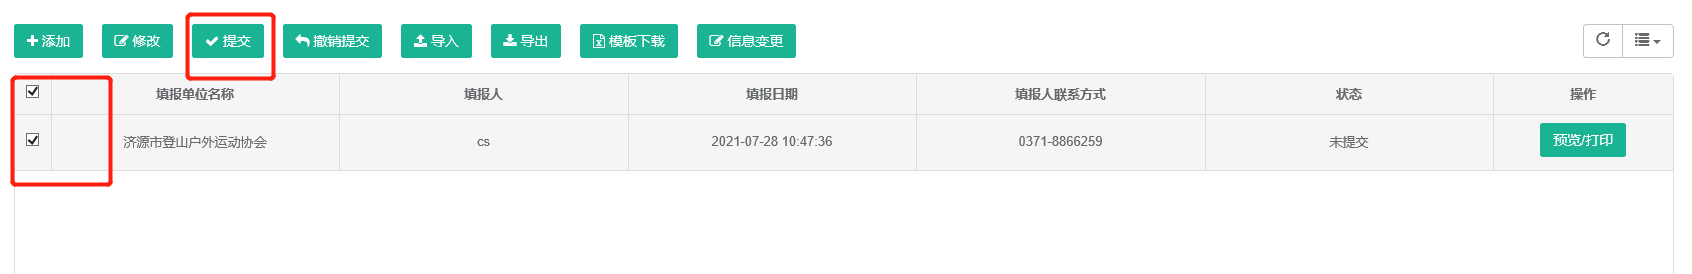 添加 修改 提交 撤销提交 导入 导出 模板下载 信息变更
填报单位名称 填报人 填报日期 填报人联系方式 状态 操作
济源市登山户外运动协会 cs 2021-07-28 10:47:36 0371-8866259 未提交 预览/打印